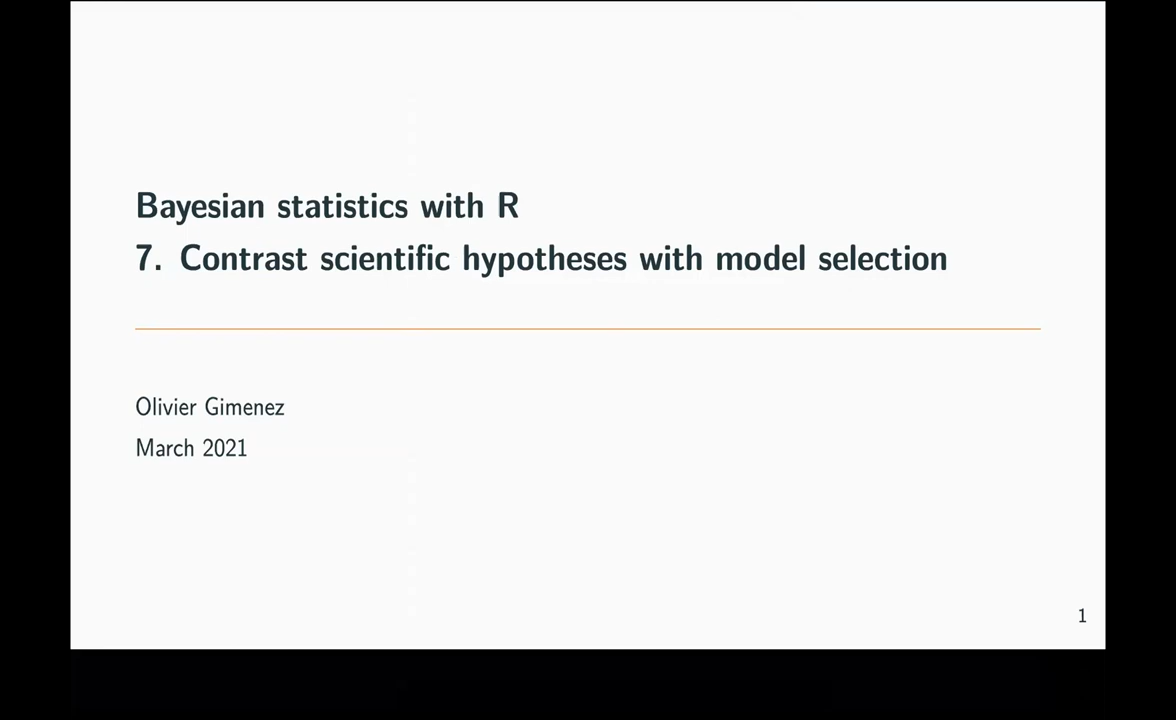 Bayesian statistics with R
7. Contrast scientific hypotheses with model selection
Olivier Gimenez
March 2021
1